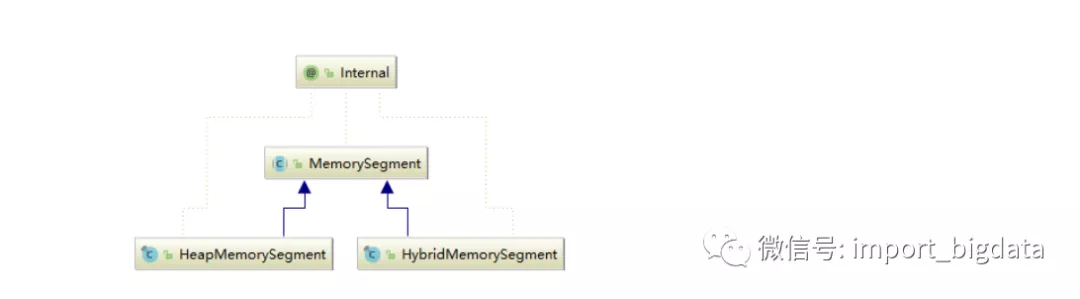 Internal
MemorySegment
HeapMemorySegment
HybridMemorySegment
微信号: import_bigdata